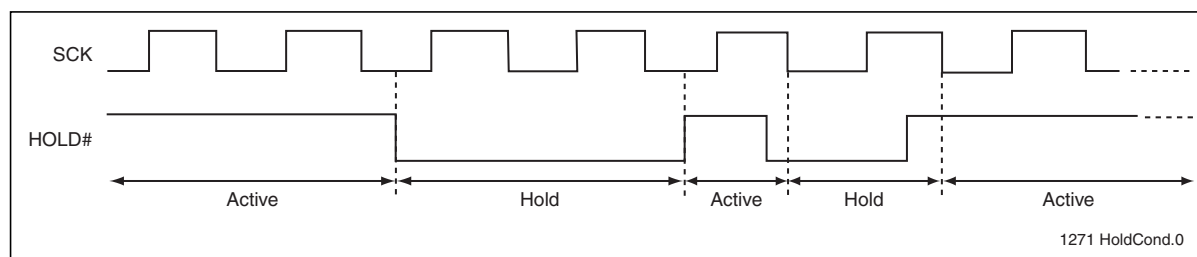 SCK
HOLD#
Active Hold Active Hold Active
1271 HoldCond.0